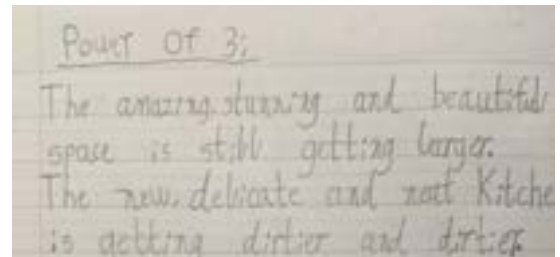 Power Of 3:
The amazing, stunning and beautiful
space is still getting larger.
The new, delicate and neat Kitche
is getting dirtier and dirtier.